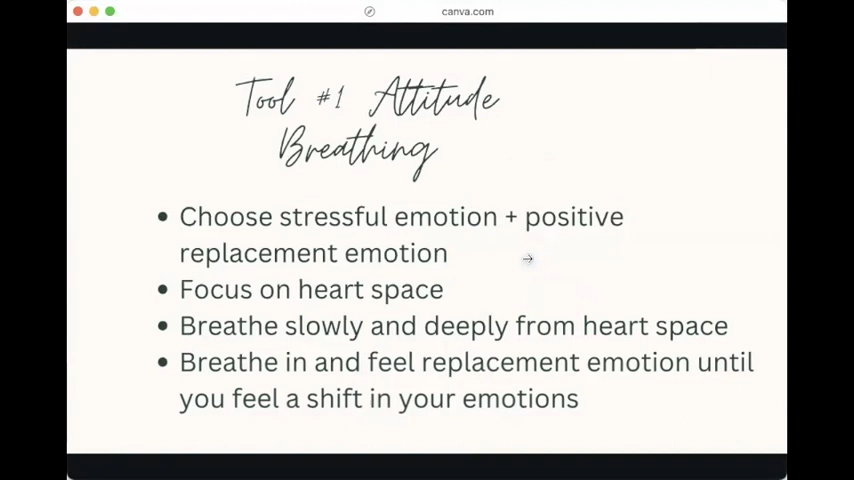 canva.com
Tool #1 Attitude
Breathing
• Choose stressful emotion + positive
replacement emotion
• Focus on heart space
• Breathe slowly and deeply from heart space
• Breathe in and feel replacement emotion until
you feel a shift in your emotions